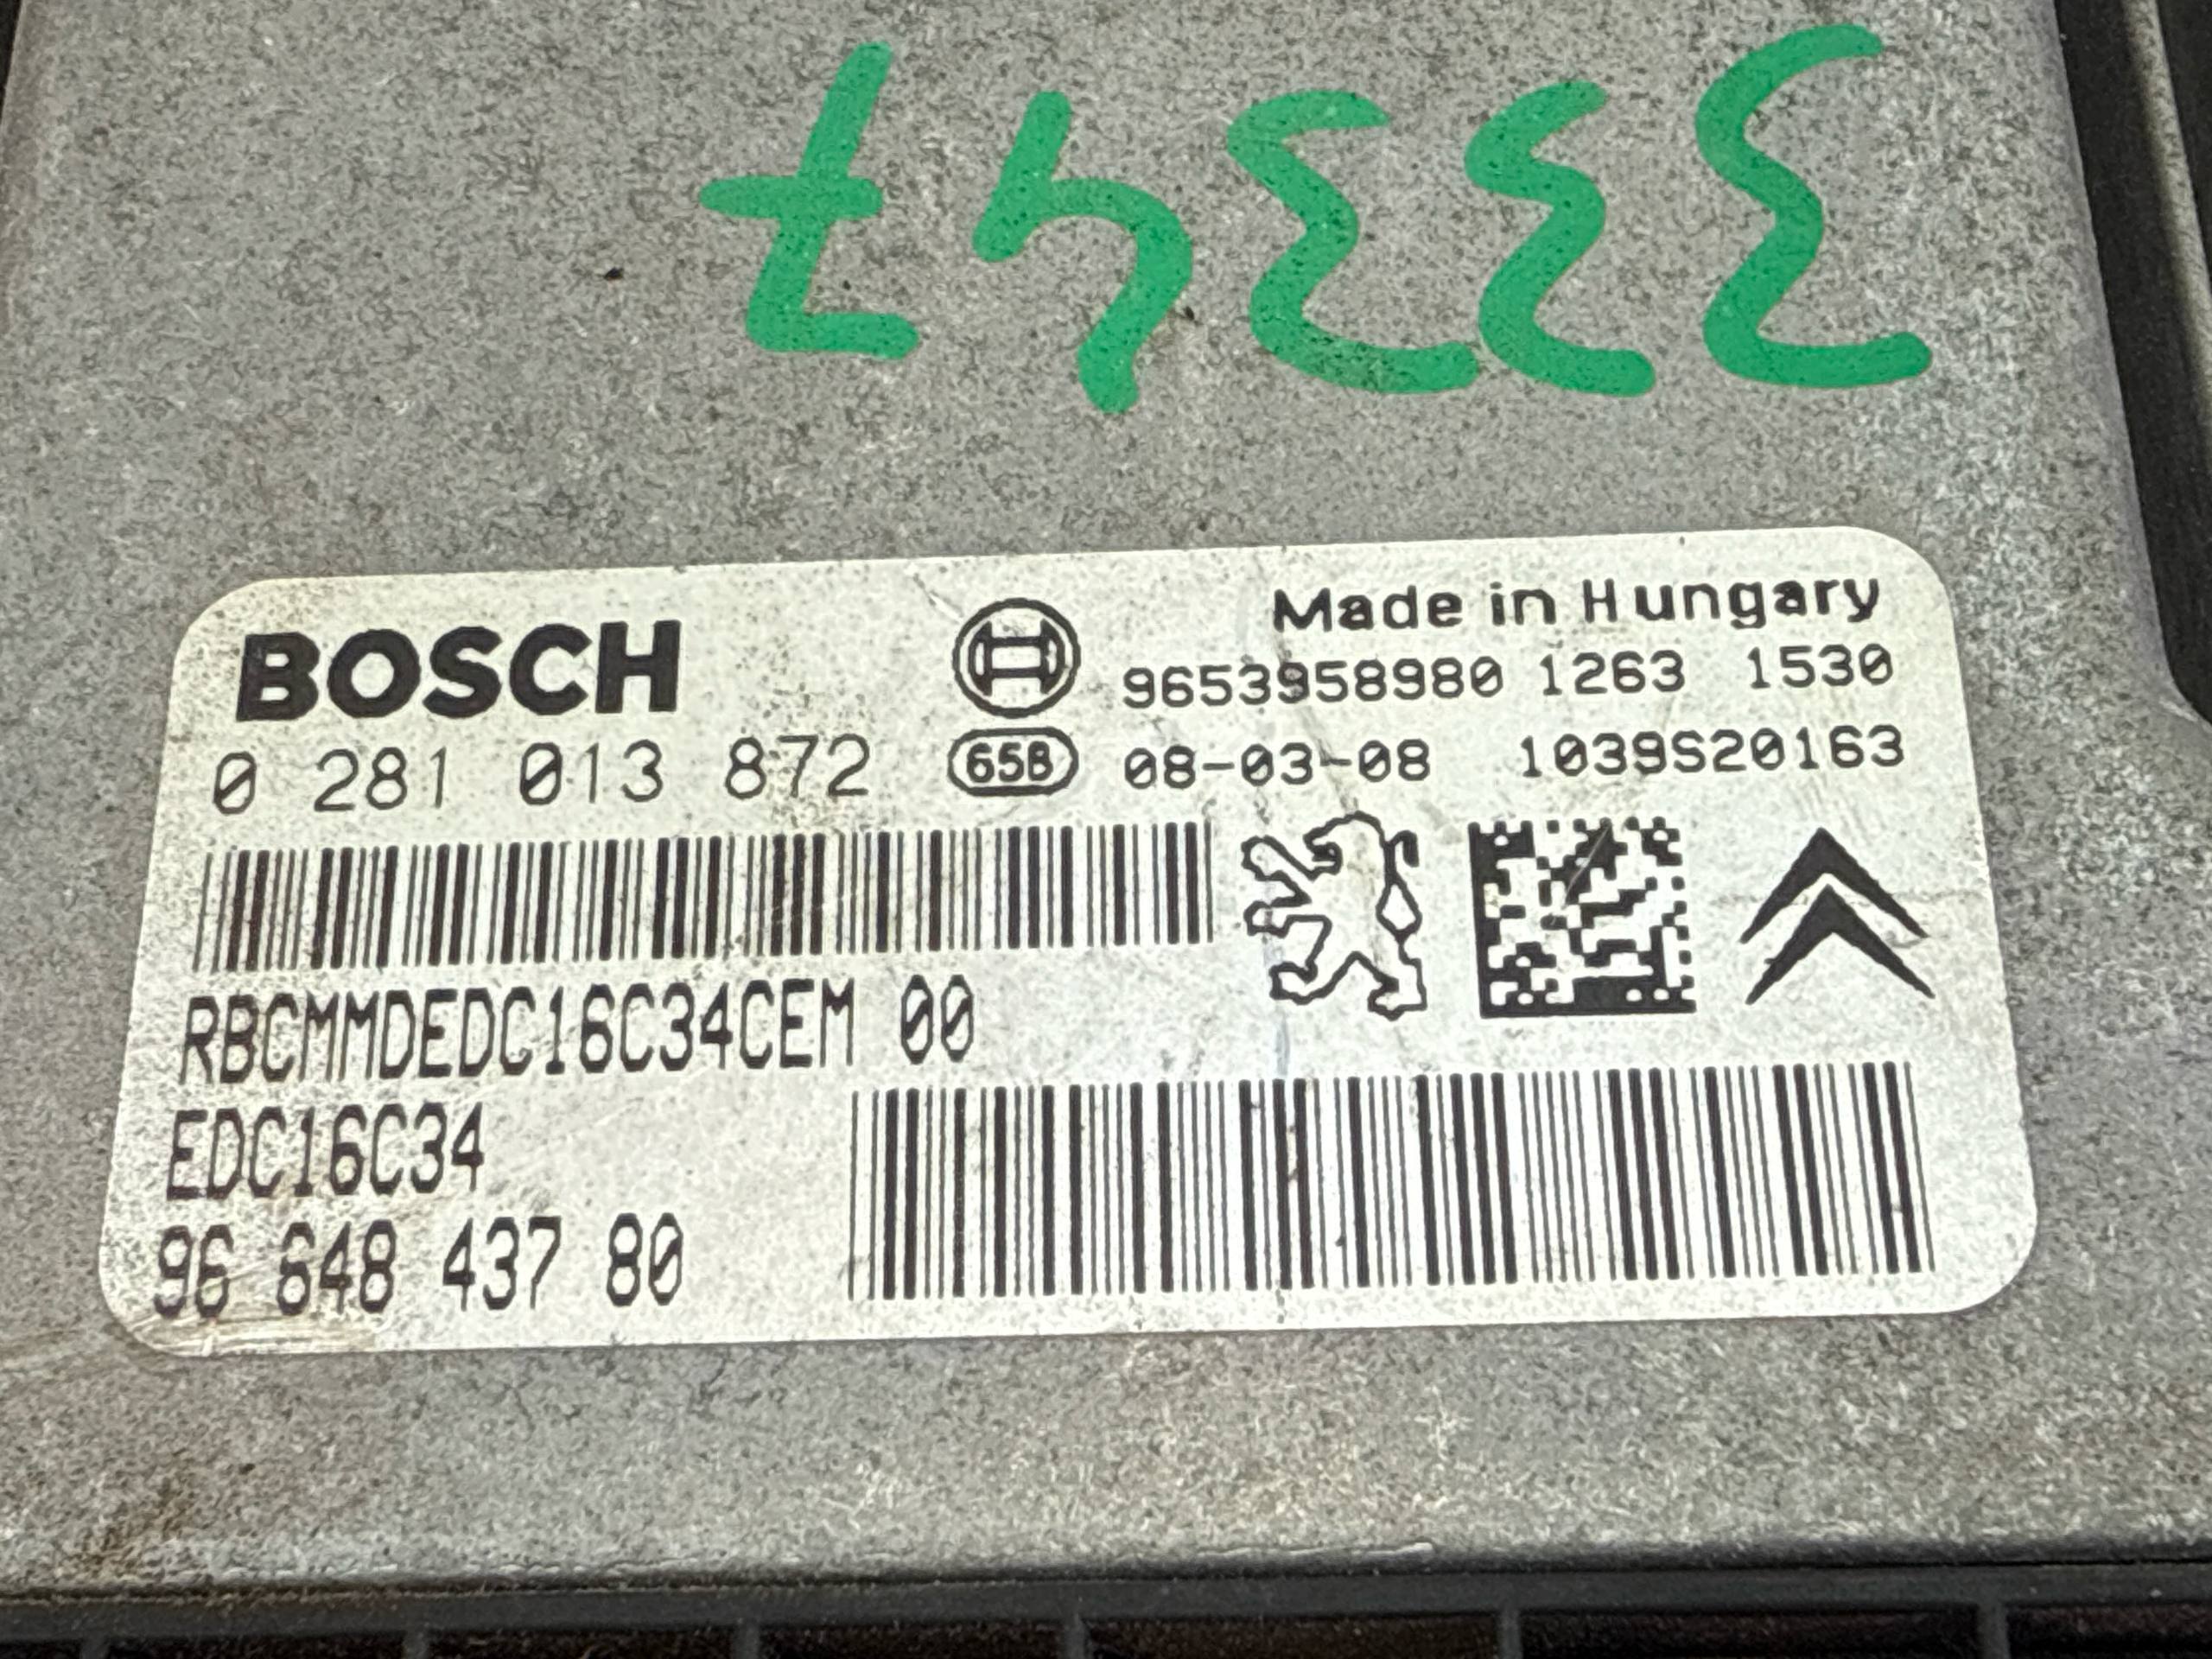 33347
BOSCH
Made in Hungary
9653958980 1263 1530
0 281 013 872
65B
08-03-08 1039S20163
RBCMMDEDC16C34CEM 00
EDC16C34
96 648 437 80